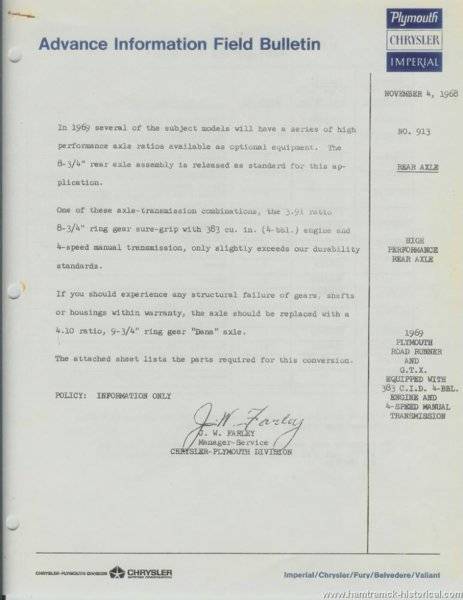 Plymouth
CHRYSLER
IMPERIAL
Advance Information Field Bulletin
NOVEMBER 4, 1968
NO. 913
REAR AXLE
HIGH
PERFORMANCE
REAR AXLE
1969
PLYMOUTH
ROAD RUNNER
AND
G.T.X.
EQUIPPED WITH
383 C.I.D. 4-BBL.
ENGINE AND
4-SPEED MANUAL
TRANSMISSION
In 1969 several of the subject models will have a series of high
performance axle ratios available as optional equipment. The
8-3/4" rear axle assembly is released as standard for this ap-
plication.
One of these axle-transmission combinations, the 3.91 ratio
8-3/4" ring gear sure-grip with 383 cu. in. (4-bbl.) engine and
4-speed manual transmission, only slightly exceeds our durability
standards.
If you should experience any structural failure of gears, shafts
or housings within warranty, the axle should be replaced with a
4.10 ratio, 9-3/4" ring gear "Dana" axle.
The attached sheet lists the parts required for this conversion.
POLICY: INFORMATION ONLY
J. W. Farley
J. W. FARLEY
Manager-Service
CHRYSLER-PLYMOUTH DIVISION
CHRYSLER-PLYMOUTH DIVISION CHRYSLER
Imperial/Chrysler/Fury/Belvedere/Valiant
www.hamtramck-historical.com